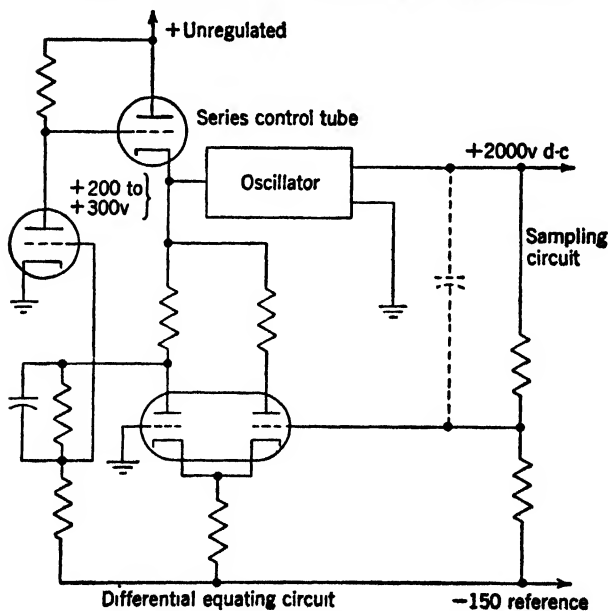 +Unregulated
Series control tube
+200 to
+300v
Oscillator
+2000v d-c
Sampling
circuit
Differential equating circuit
-150 reference